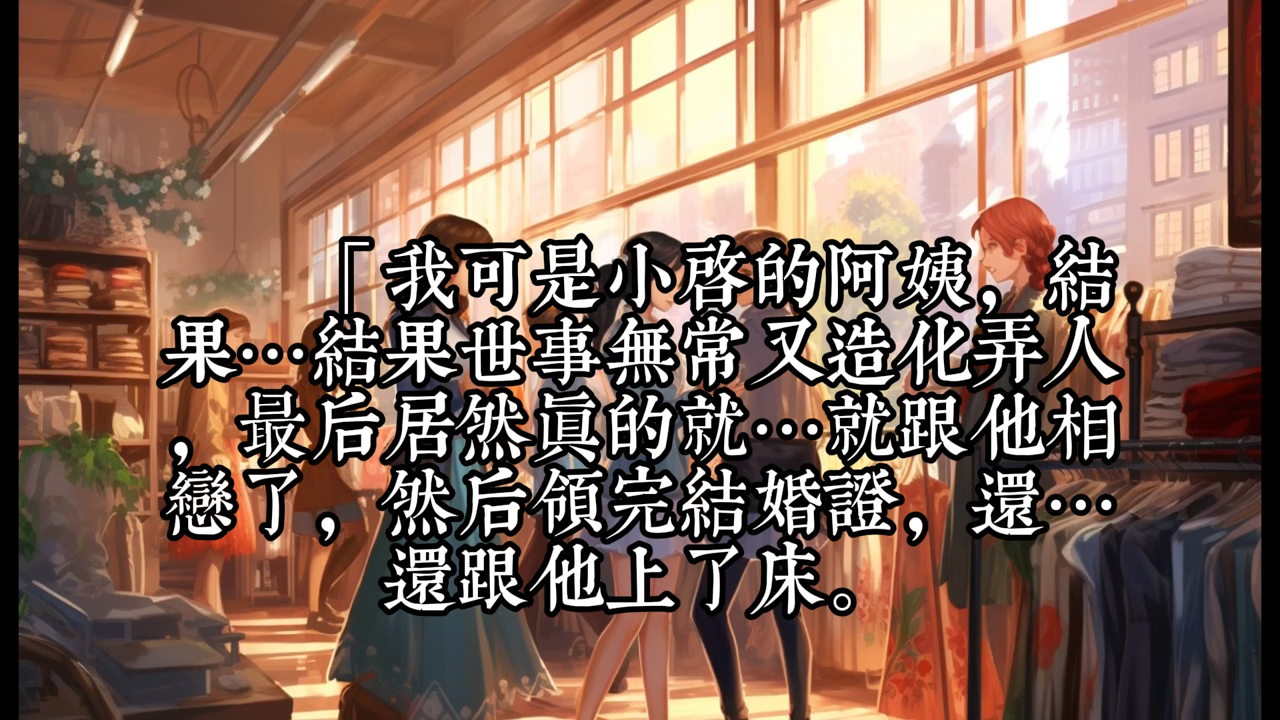 「我可是小啓的阿姨，結
果…結果世事無常又造化弄人
，最后居然眞的就…就跟他相
戀了，然后領完結婚證，還…
還跟他上了床。